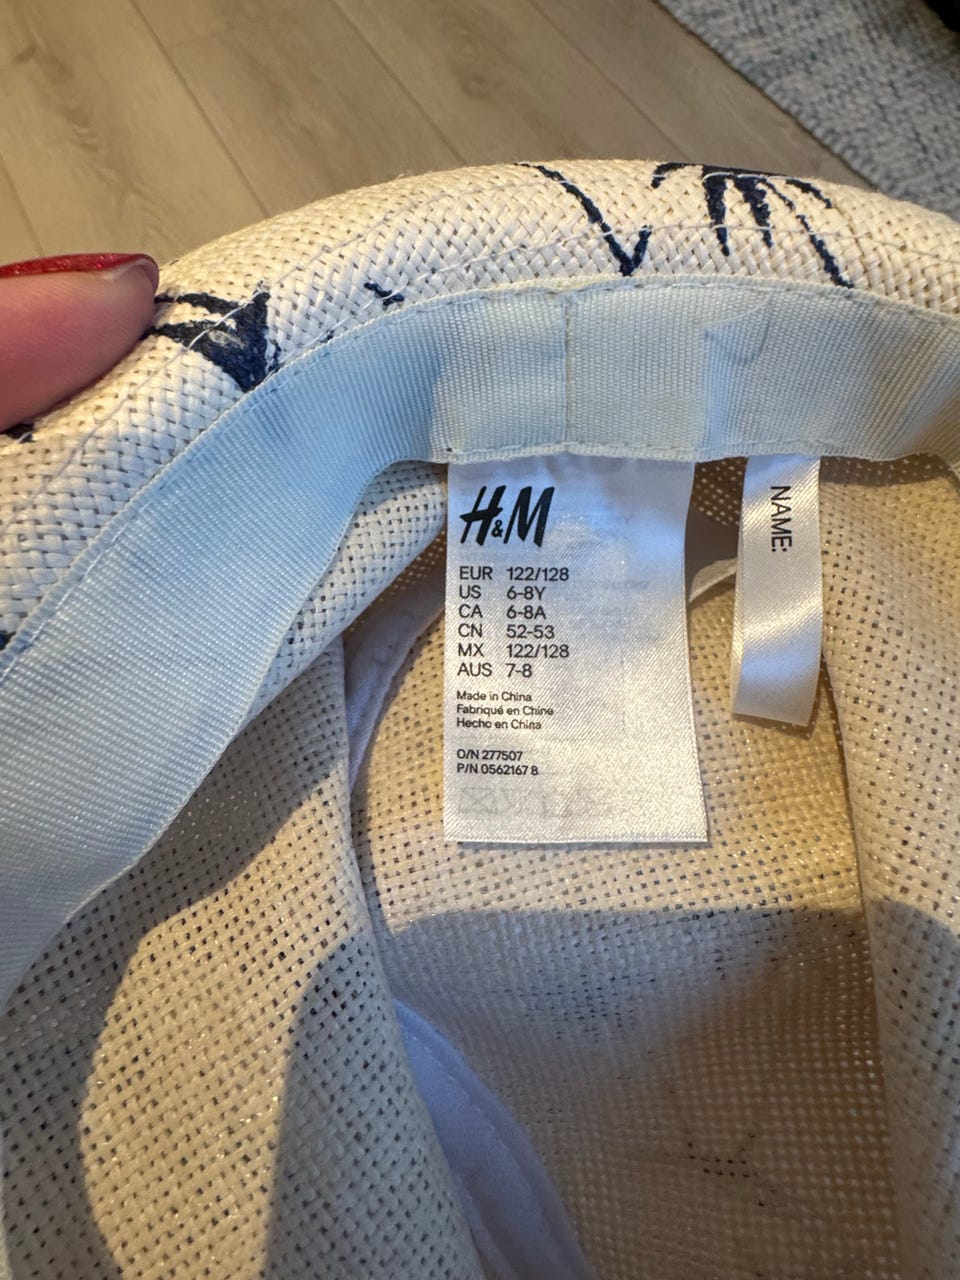 H&M
EUR 122/128
US 6-8Y
CA 6-8A
CN 52-53
MX 122/128
AUS 7-8
Made in China
Fabriqué en Chine
Hecho en China
O/N 277507
P/N 0562167 8
NAME: